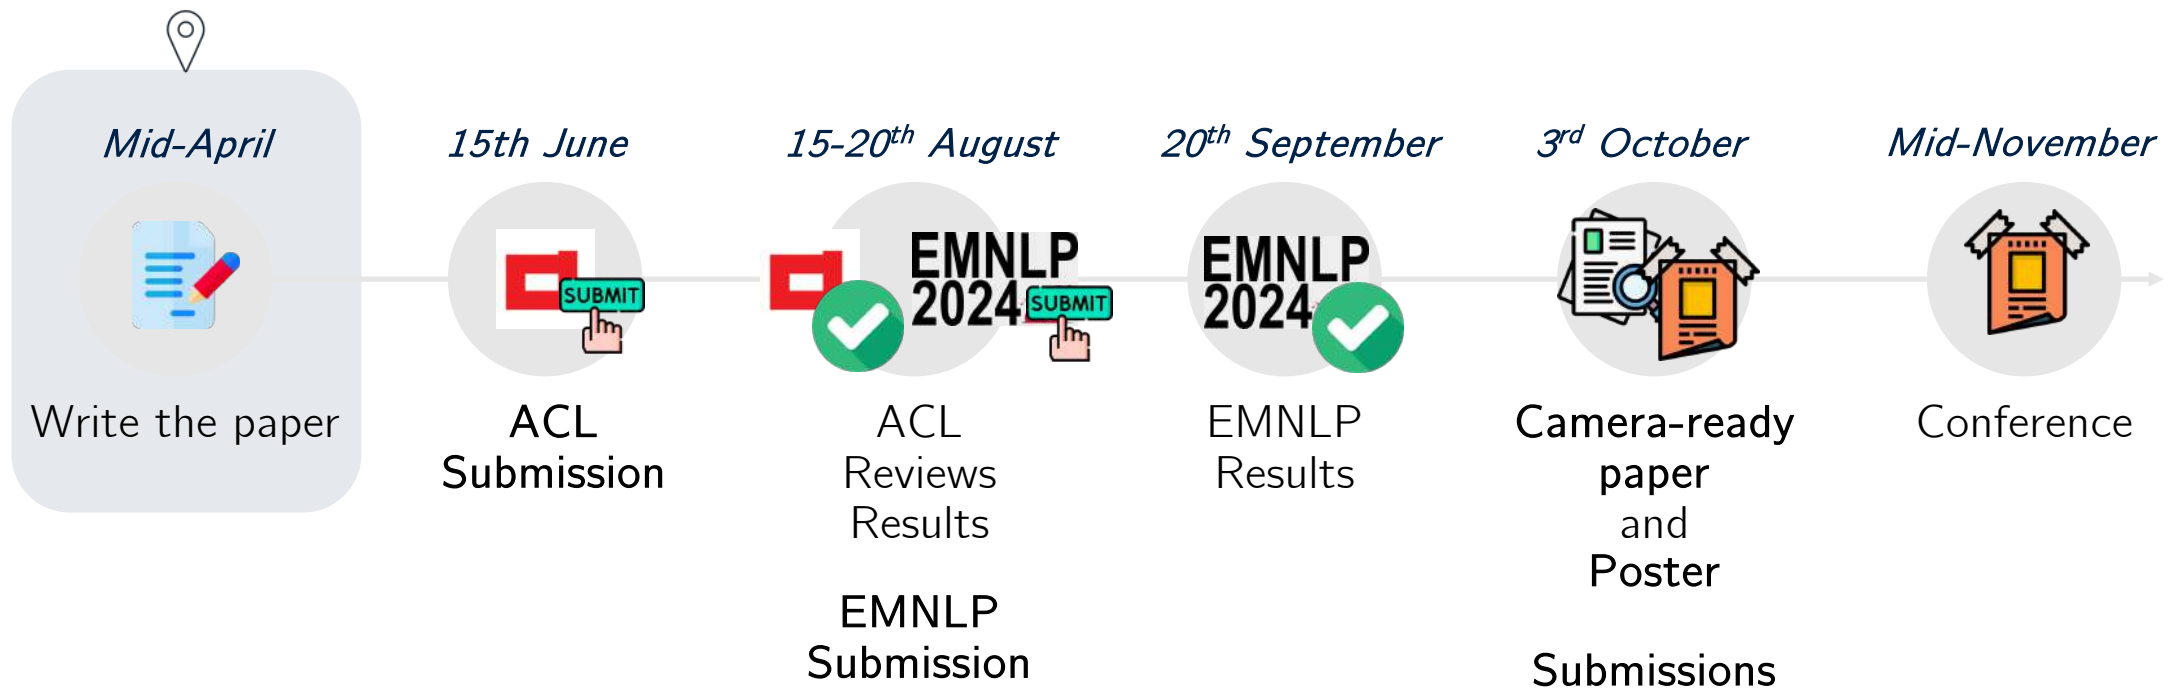 Mid-April
Write the paper
15th June
SUBMIT
ACL
Submission
15-20th August
EMNLP
2024
SUBMIT
ACL
Reviews
Results
EMNLP
Submission
20th September
EMNLP
2024
EMNLP
Results
3rd October
Camera-ready
paper
and
Poster
Submissions
Mid-November
Conference